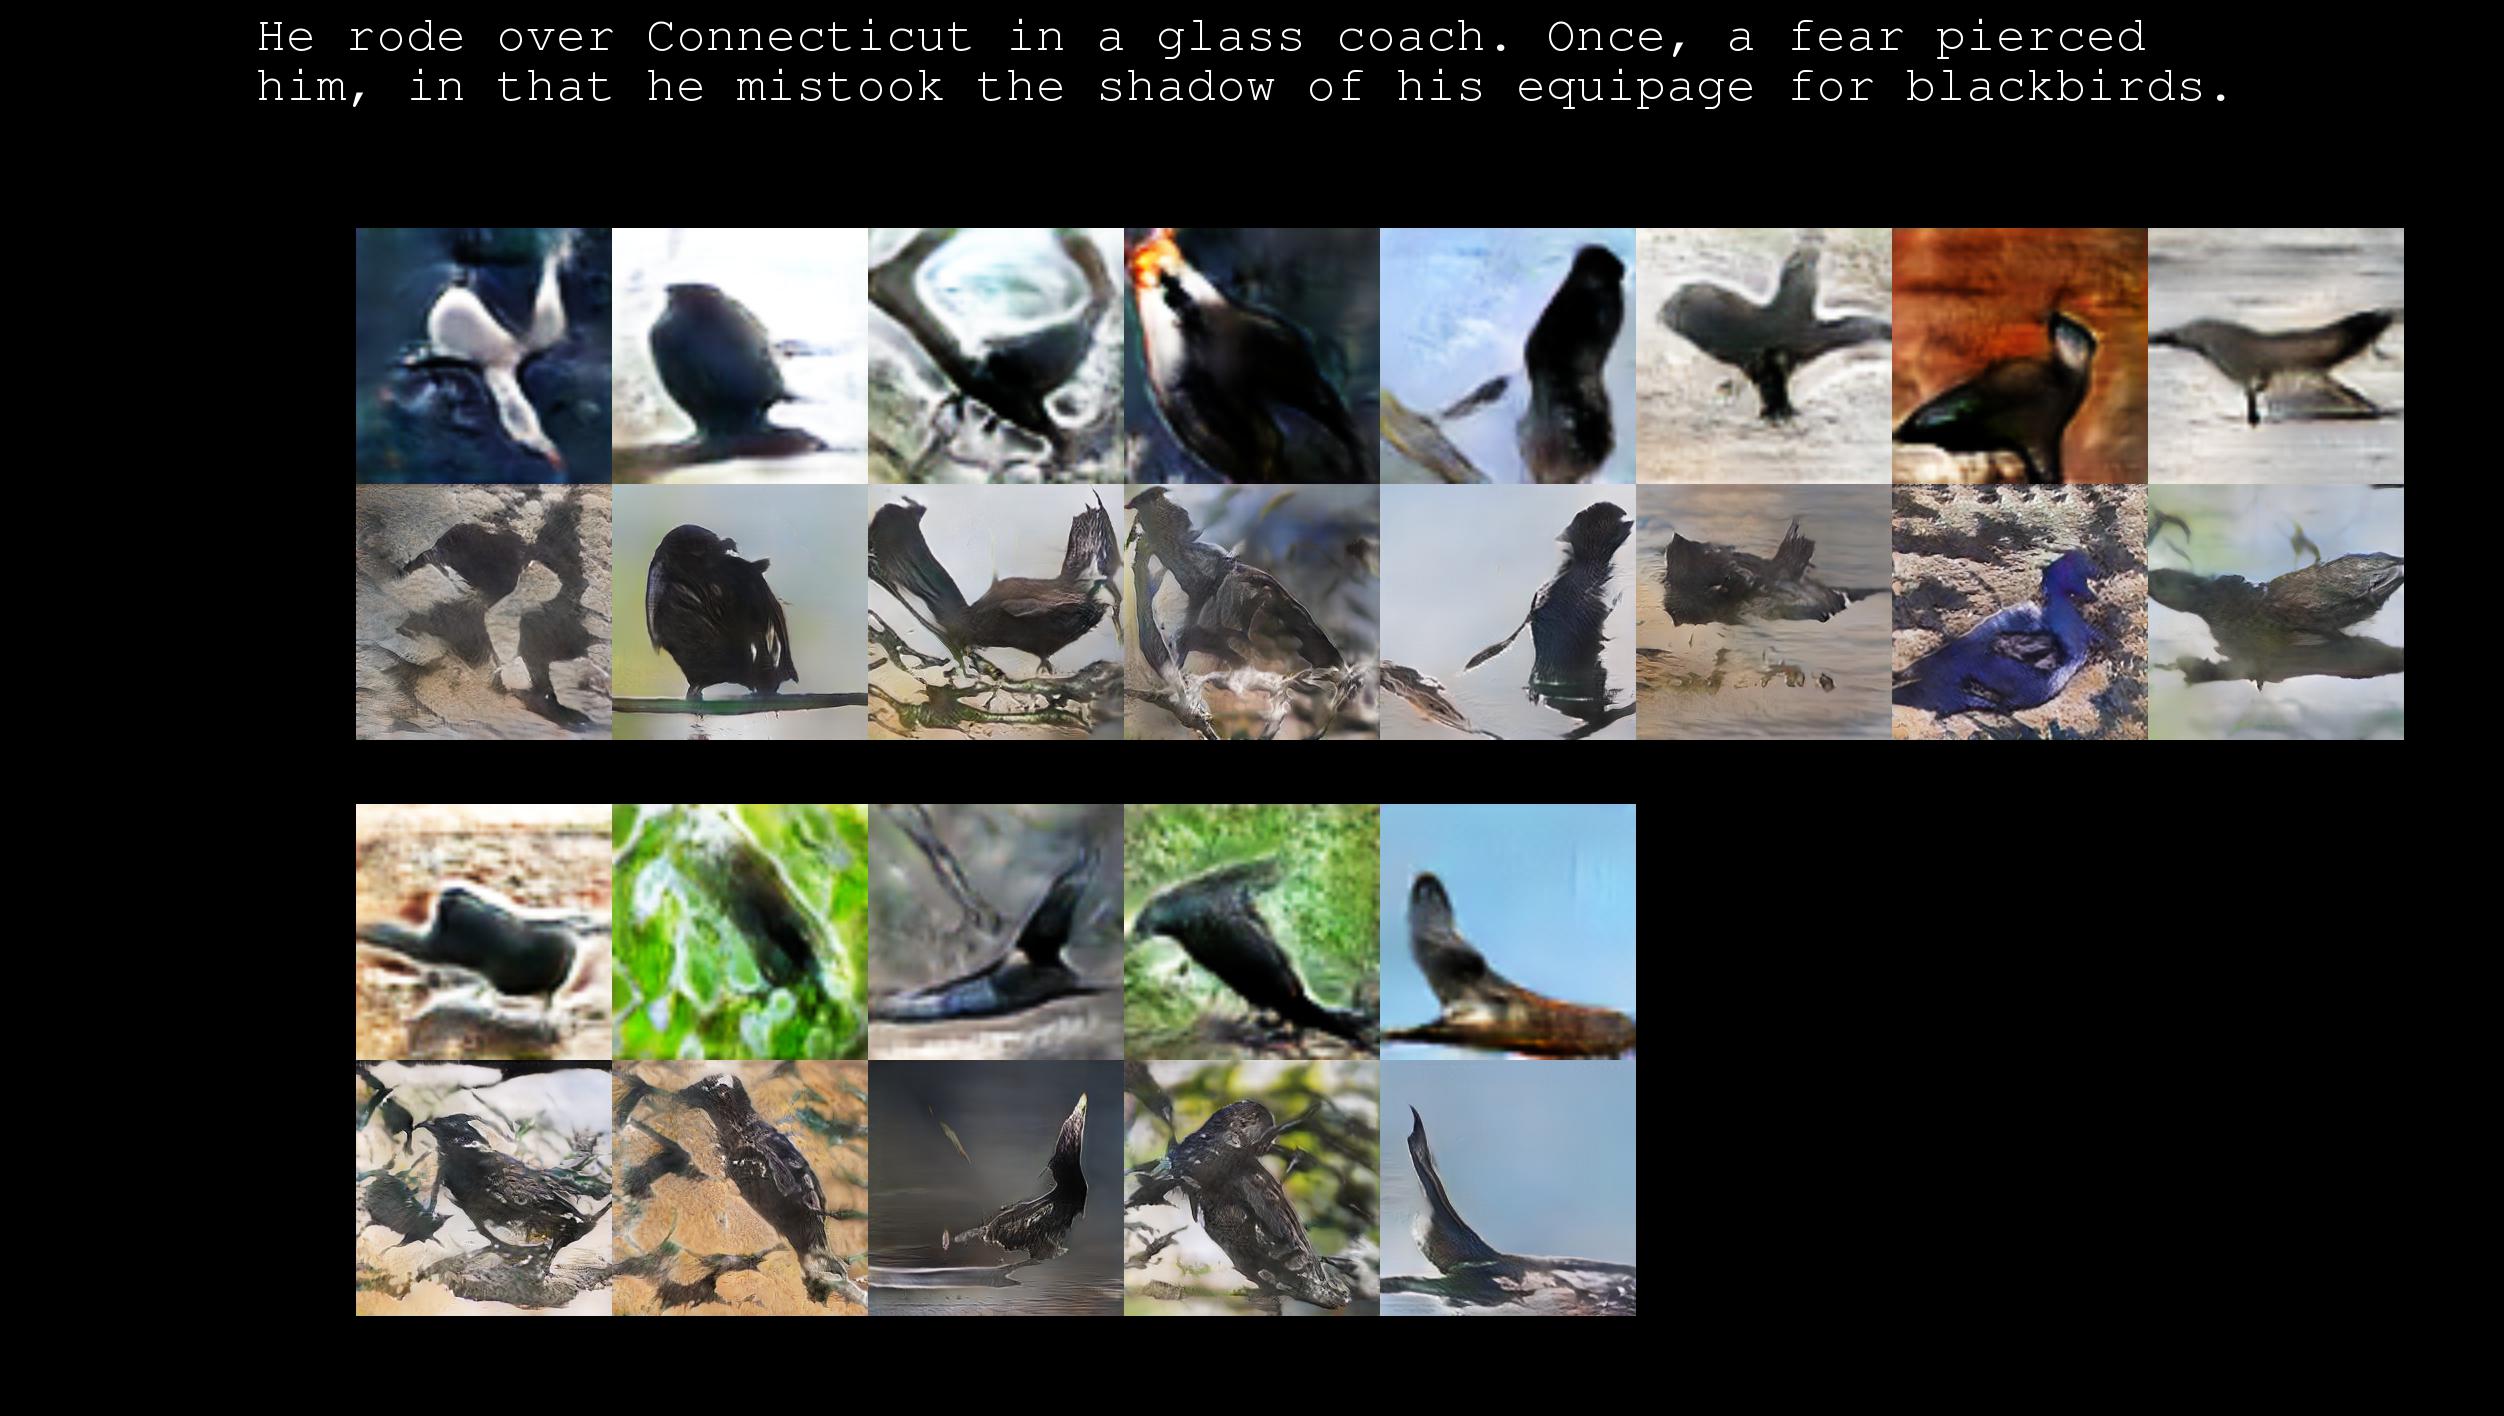 He rode over Connecticut in a glass coach. Once, a fear pierced
him, in that he mistook the shadow of his equipage for blackbirds.